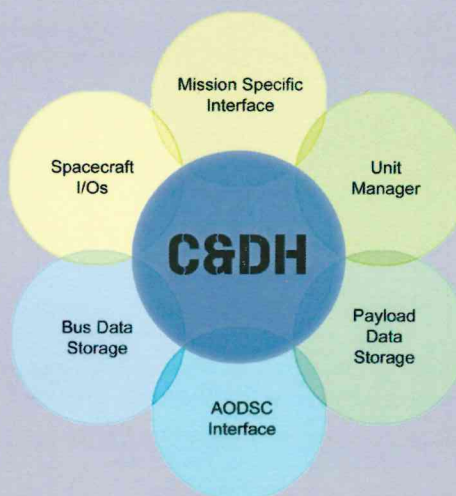 Mission Specific
Interface
Spacecraft
I/Os
Unit
Manager
C&DH
Bus Data
Storage
Payload
Data
Storage
AODSC
Interface